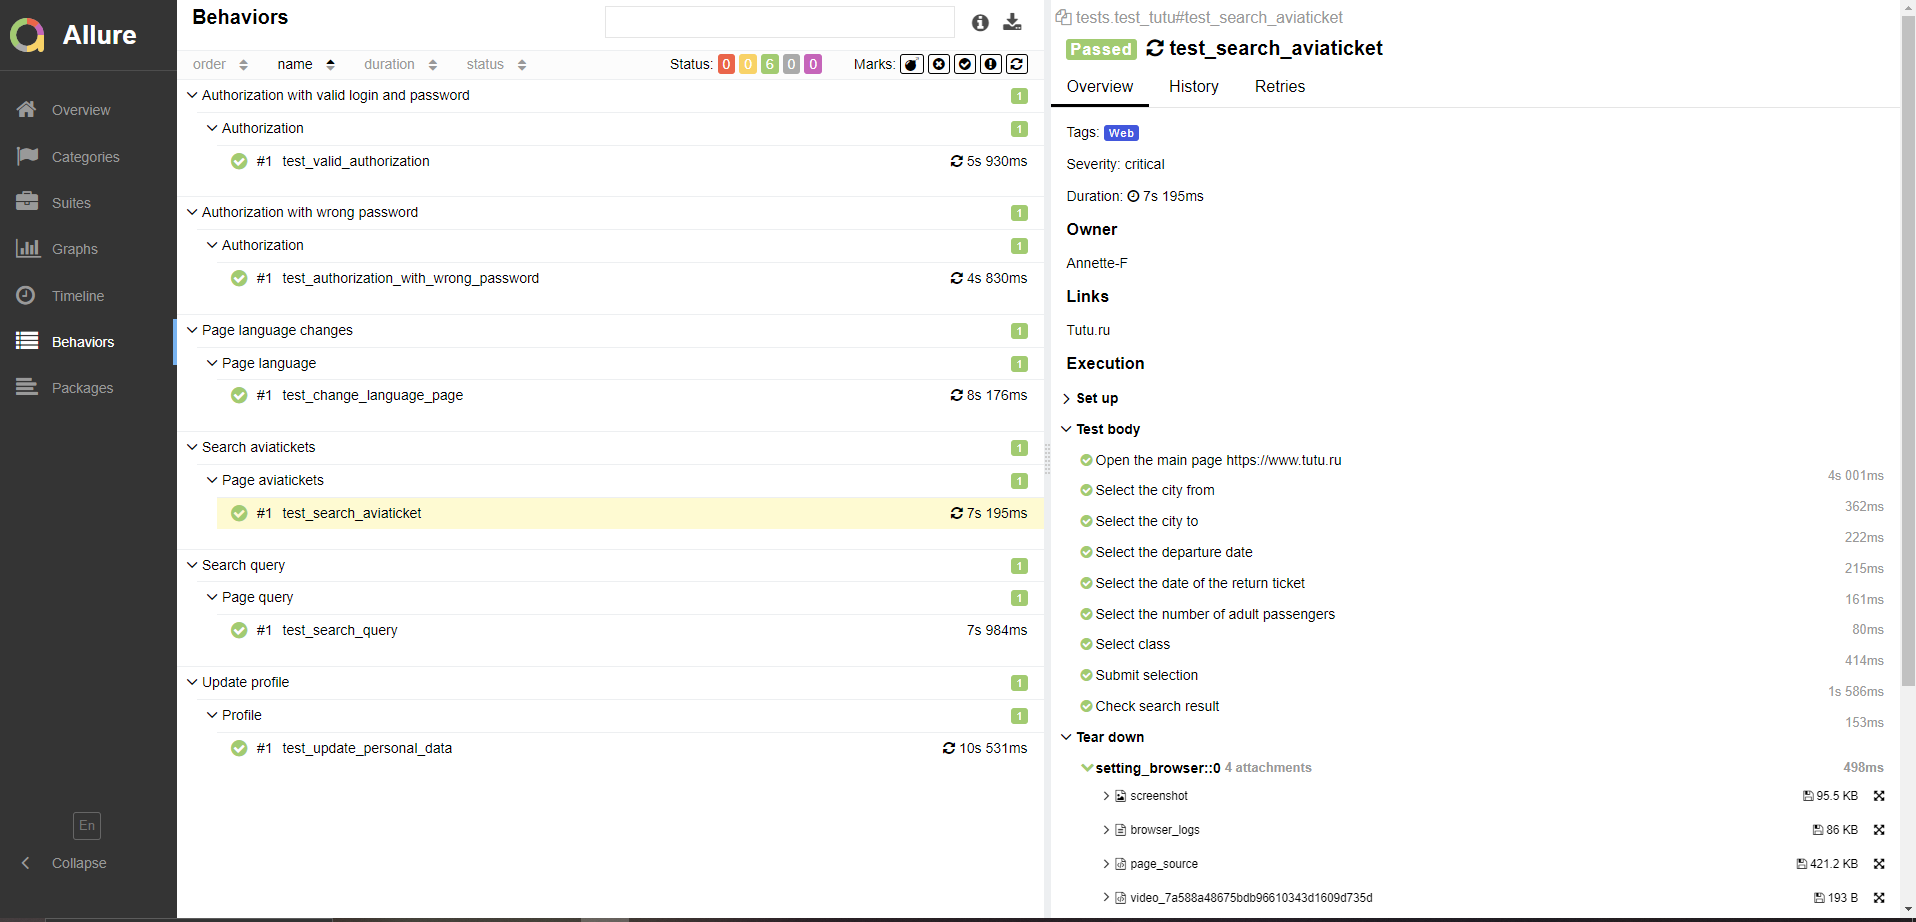 Allure
Overview
Categories
Suites
Graphs
Timeline
Behaviors
Packages
En
Collapse
Behaviors
order name duration status Status: 0 0 6 0 0 Marks:
Authorization with valid login and password 1
Authorization 1
#1 test_valid_authorization 5s 930ms
Authorization with wrong password 1
Authorization 1
#1 test_authorization_with_wrong_password 4s 830ms
Page language changes 1
Page language 1
#1 test_change_language_page 8s 176ms
Search aviatickets 1
Page aviatickets 1
#1 test_search_aviaticket 7s 195ms
Search query 1
Page query 1
#1 test_search_query 7s 984ms
Update profile 1
Profile 1
#1 test_update_personal_data 10s 531ms
tests.test_tutu#test_search_aviaticket
Passed test_search_aviaticket
Overview History Retries
Tags: Web
Severity: critical
Duration: 7s 195ms
Owner
Annette-F
Links
Tutu.ru
Execution
Set up
Test body
Open the main page https://www.tutu.ru
4s 001ms
Select the city from
362ms
Select the city to
222ms
Select the departure date
215ms
Select the date of the return ticket
161ms
Select the number of adult passengers
80ms
Select class
414ms
Submit selection
1s 586ms
Check search result
153ms
Tear down
setting_browser::0 4 attachments 498ms
screenshot 95.5 KB
browser_logs 86 KB
page_source 421.2 KB
video_7a588a48675bdb96610343d1609d735d 193 B